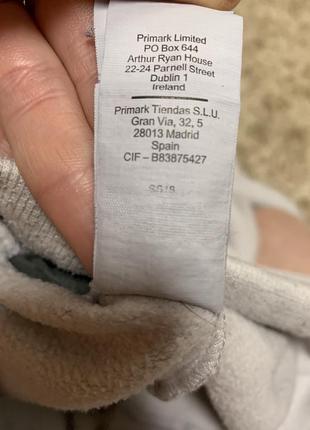 Primark Limited
PO Box 644
Arthur Ryan House
22-24 Parnell Street
Dublin 1
Ireland
Primark Tiendas S.L.U.
Gran Via, 32, 5
28013 Madrid
Spain
CIF – B83875427